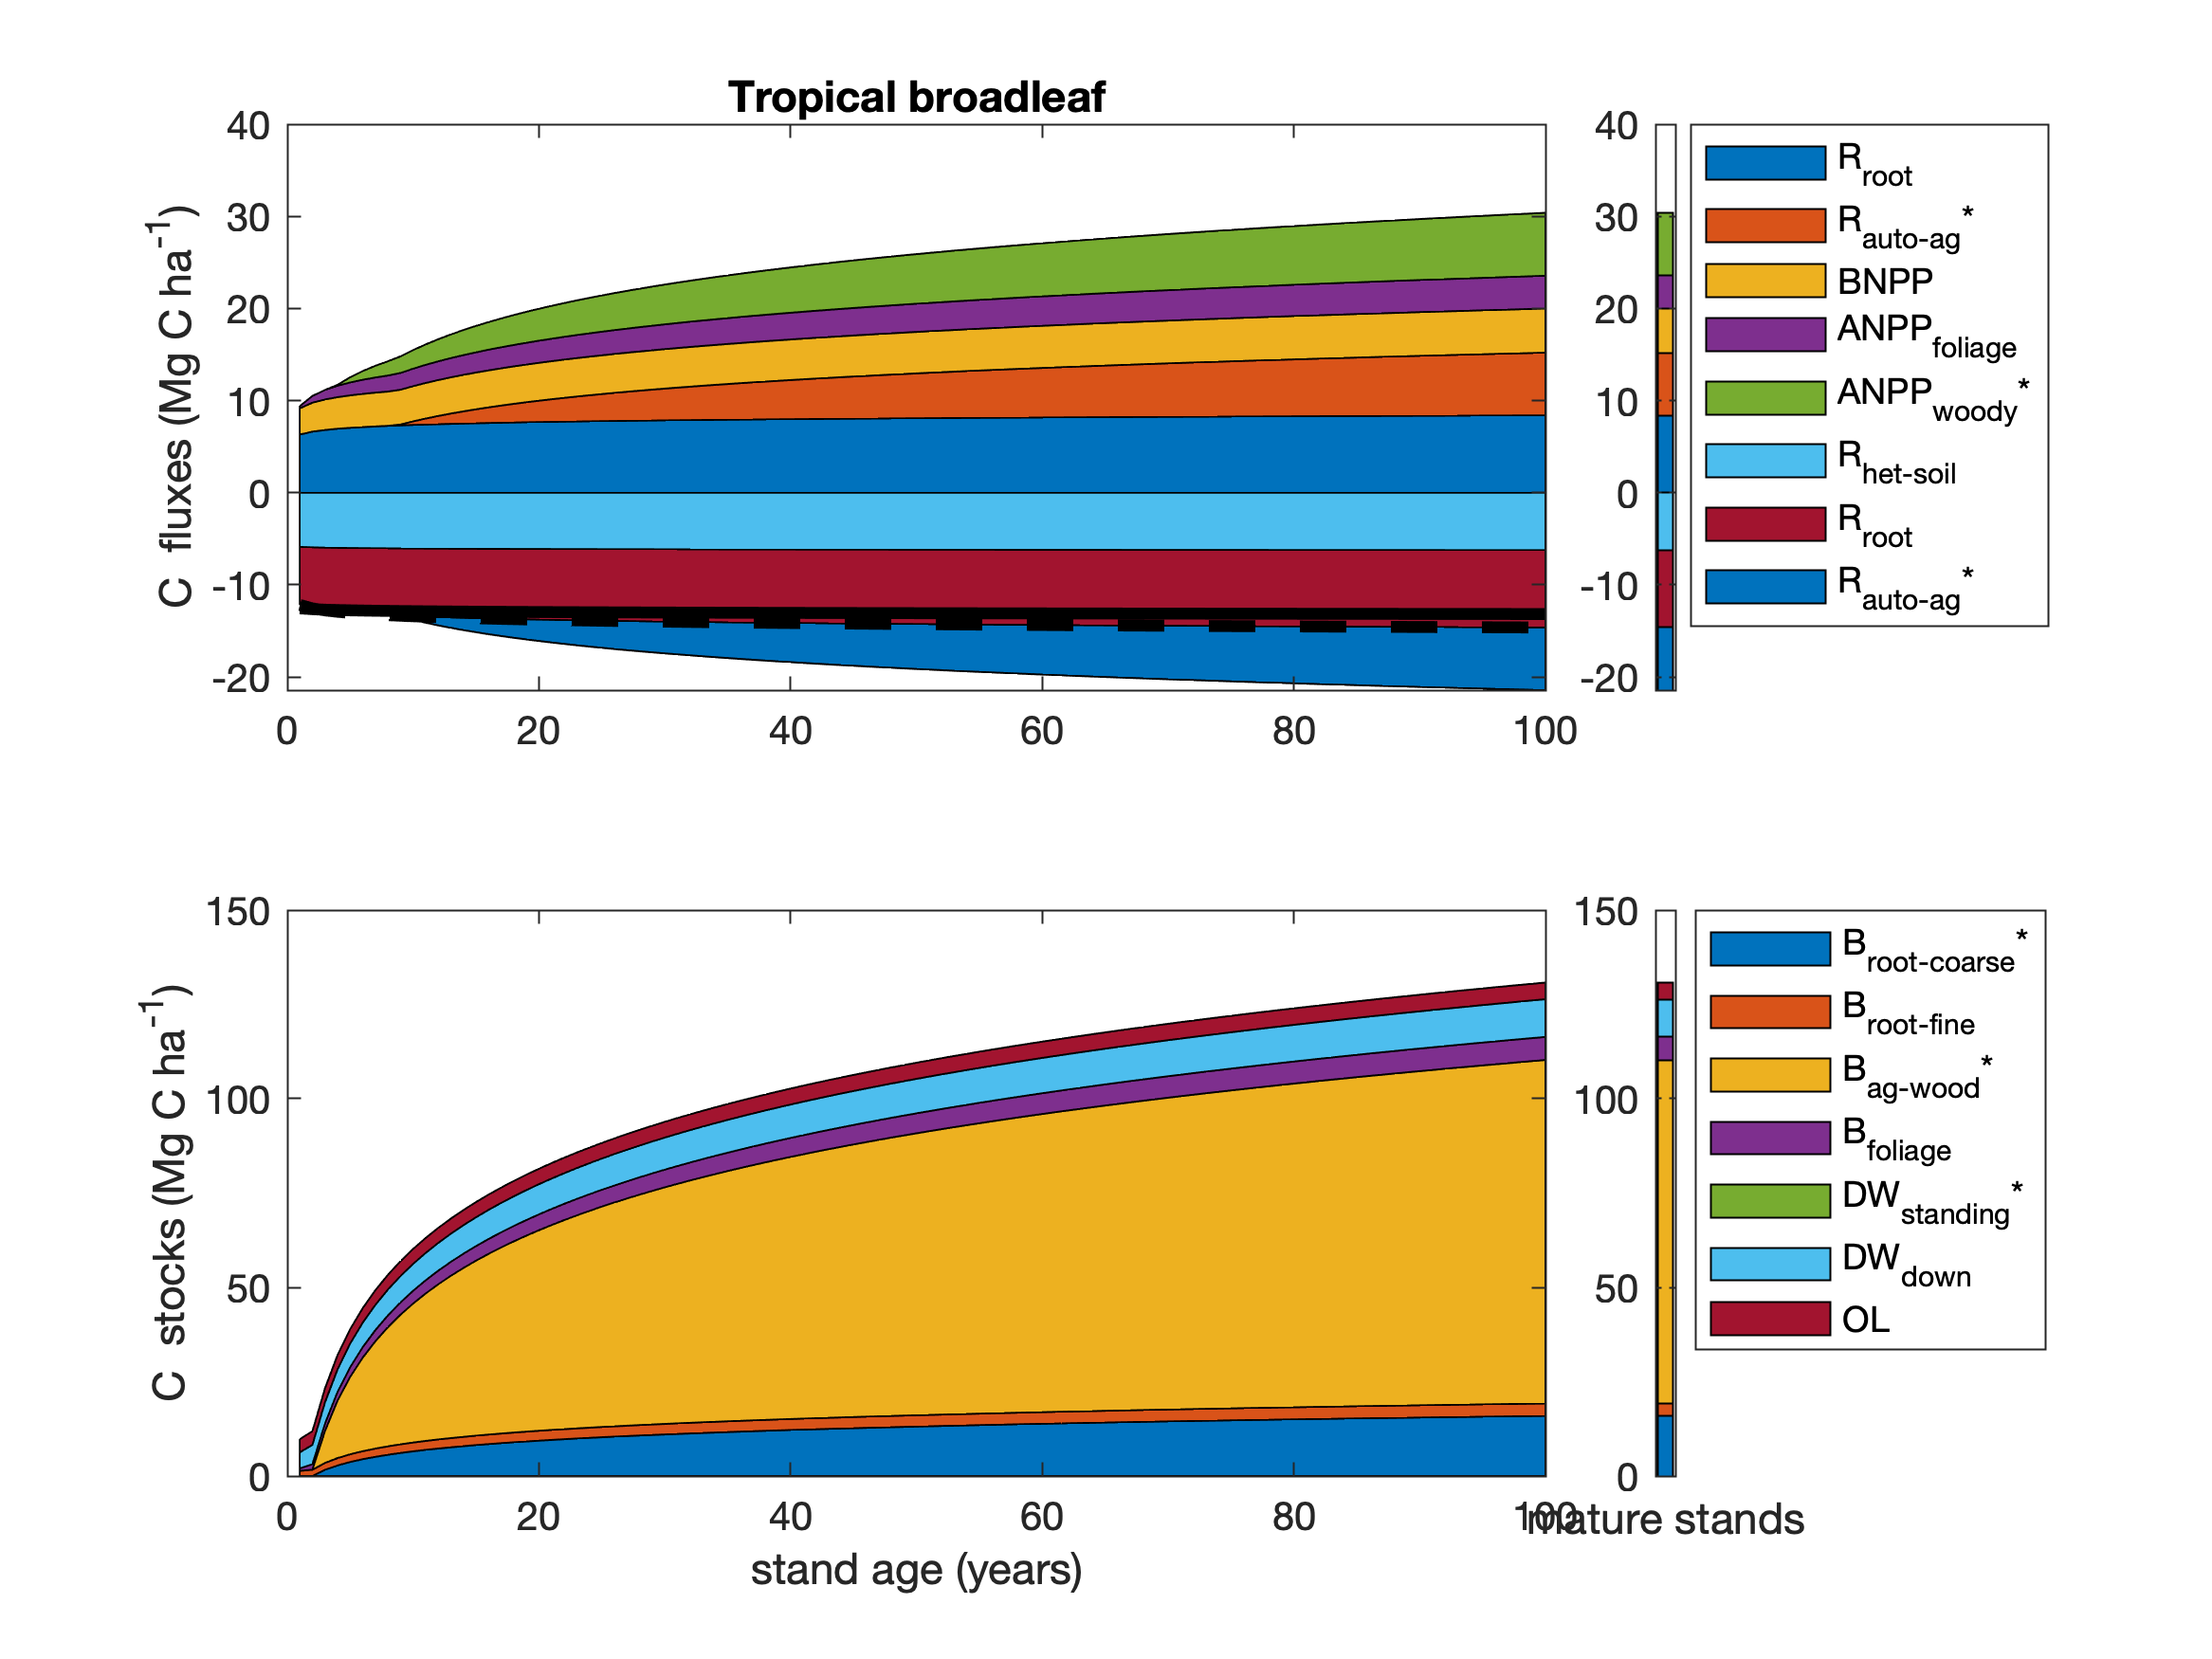 Tropical broadleaf
C fluxes (Mg C ha-1)
40
30
20
10
0
-10
-20
0 20 40 60 80 100
40
30
20
10
0
-10
-20
Rroot
Rauto-ag*
BNPP
ANPPfoliage
ANPPwoody*
Rhet-soil
Rroot
Rauto-ag*
C stocks (Mg C ha-1)
150
100
50
0
0 20 40 60 80 100
stand age (years)
150
100
50
0
mature stands
Broot-coarse*
Broot-fine
Bag-wood*
Bfoliage
DWstanding*
DWdown
OL